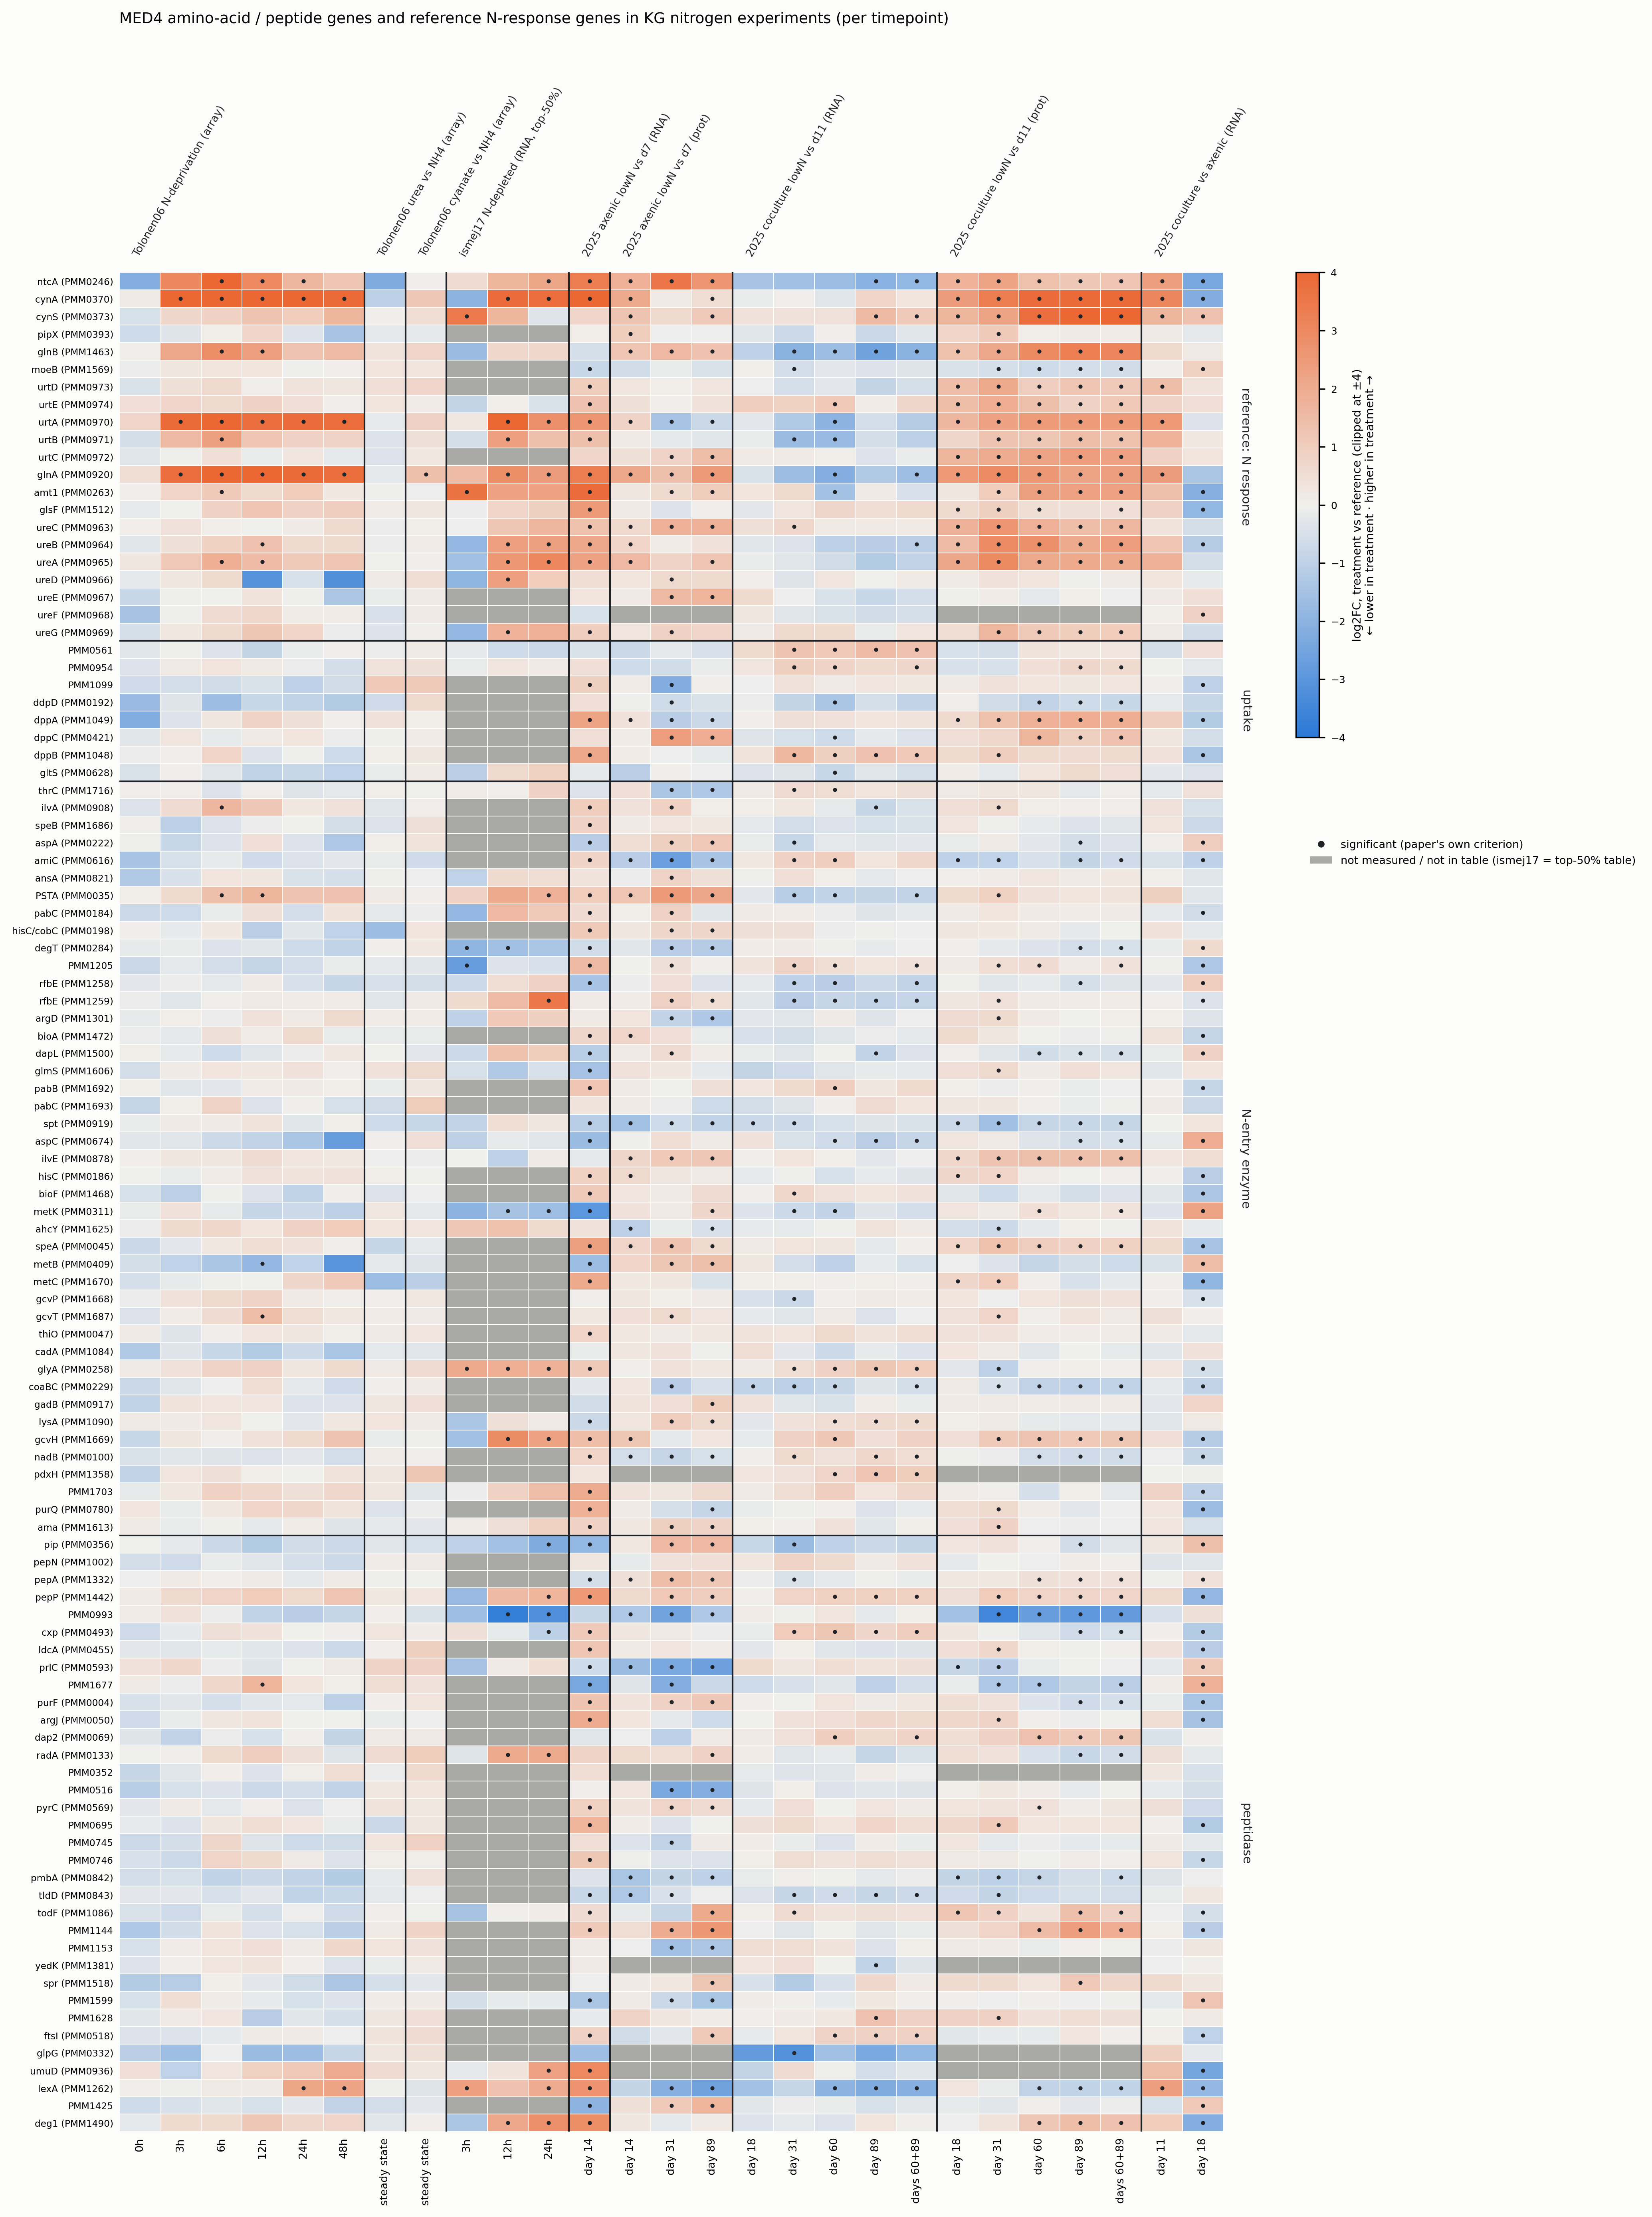 MED4 amino-acid / peptide genes and reference N-response genes in KG nitrogen experiments (per timepoint)
Tolonen06 N-deprivation (array)
Tolonen06 urea vs NH4 (array)
Tolonen06 cyanate vs NH4 (array)
ismej17 N-depleted (RNA, top-50%)
2025 axenic lowN vs d7 (RNA)
2025 axenic lowN vs d7 (prot)
2025 coculture lowN vs d11 (RNA)
2025 coculture lowN vs d11 (prot)
2025 coculture vs axenic (RNA)
ntcA (PMM0246)
cynA (PMM0370)
cynS (PMM0373)
pipX (PMM0393)
glnB (PMM1463)
moeB (PMM1569)
urtD (PMM0973)
urtE (PMM0974)
urtA (PMM0970)
urtB (PMM0971)
urtC (PMM0972)
glnA (PMM0920)
amt1 (PMM0263)
glsF (PMM1512)
ureC (PMM0963)
ureB (PMM0964)
ureA (PMM0965)
ureD (PMM0966)
ureE (PMM0967)
ureF (PMM0968)
ureG (PMM0969)
PMM0561
PMM0954
PMM1099
ddpD (PMM0192)
dppA (PMM1049)
dppC (PMM0421)
dppB (PMM1048)
gltS (PMM0628)
thrC (PMM1716)
ilvA (PMM0908)
speB (PMM1686)
aspA (PMM0222)
amiC (PMM0616)
ansA (PMM0821)
PSTA (PMM0035)
pabC (PMM0184)
hisC/cobC (PMM0198)
degT (PMM0284)
PMM1205
rfbE (PMM1258)
rfbE (PMM1259)
argD (PMM1301)
bioA (PMM1472)
dapL (PMM1500)
glmS (PMM1606)
pabB (PMM1692)
pabC (PMM1693)
spt (PMM0919)
aspC (PMM0674)
ilvE (PMM0878)
hisC (PMM0186)
bioF (PMM1468)
metK (PMM0311)
ahcY (PMM1625)
speA (PMM0045)
metB (PMM0409)
metC (PMM1670)
gcvP (PMM1668)
gcvT (PMM1687)
thiO (PMM0047)
cadA (PMM1084)
glyA (PMM0258)
coaBC (PMM0229)
gadB (PMM0917)
lysA (PMM1090)
gcvH (PMM1669)
nadB (PMM0100)
pdxH (PMM1358)
PMM1703
purQ (PMM0780)
ama (PMM1613)
pip (PMM0356)
pepN (PMM1002)
pepA (PMM1332)
pepP (PMM1442)
PMM0993
cxp (PMM0493)
ldcA (PMM0455)
prlC (PMM0593)
PMM1677
purF (PMM0004)
argJ (PMM0050)
dap2 (PMM0069)
radA (PMM0133)
PMM0352
PMM0516
pyrC (PMM0569)
PMM0695
PMM0745
PMM0746
pmbA (PMM0842)
tldD (PMM0843)
todF (PMM1086)
PMM1144
PMM1153
yedK (PMM1381)
spr (PMM1518)
PMM1599
PMM1628
ftsI (PMM0518)
glpG (PMM0332)
umuD (PMM0936)
lexA (PMM1262)
PMM1425
deg1 (PMM1490)
reference: N response
uptake
N-entry enzyme
peptidase
4
3
2
1
0
−1
−2
−3
−4
log2FC, treatment vs reference (clipped at ±4)
← lower in treatment · higher in treatment →
significant (paper's own criterion)
not measured / not in table (ismej17 = top-50% table)
0h
3h
6h
12h
24h
48h
steady state
steady state
3h
12h
24h
day 14
day 14
day 31
day 89
day 18
day 31
day 60
day 89
days 60+89
day 18
day 31
day 60
day 89
days 60+89
day 11
day 18